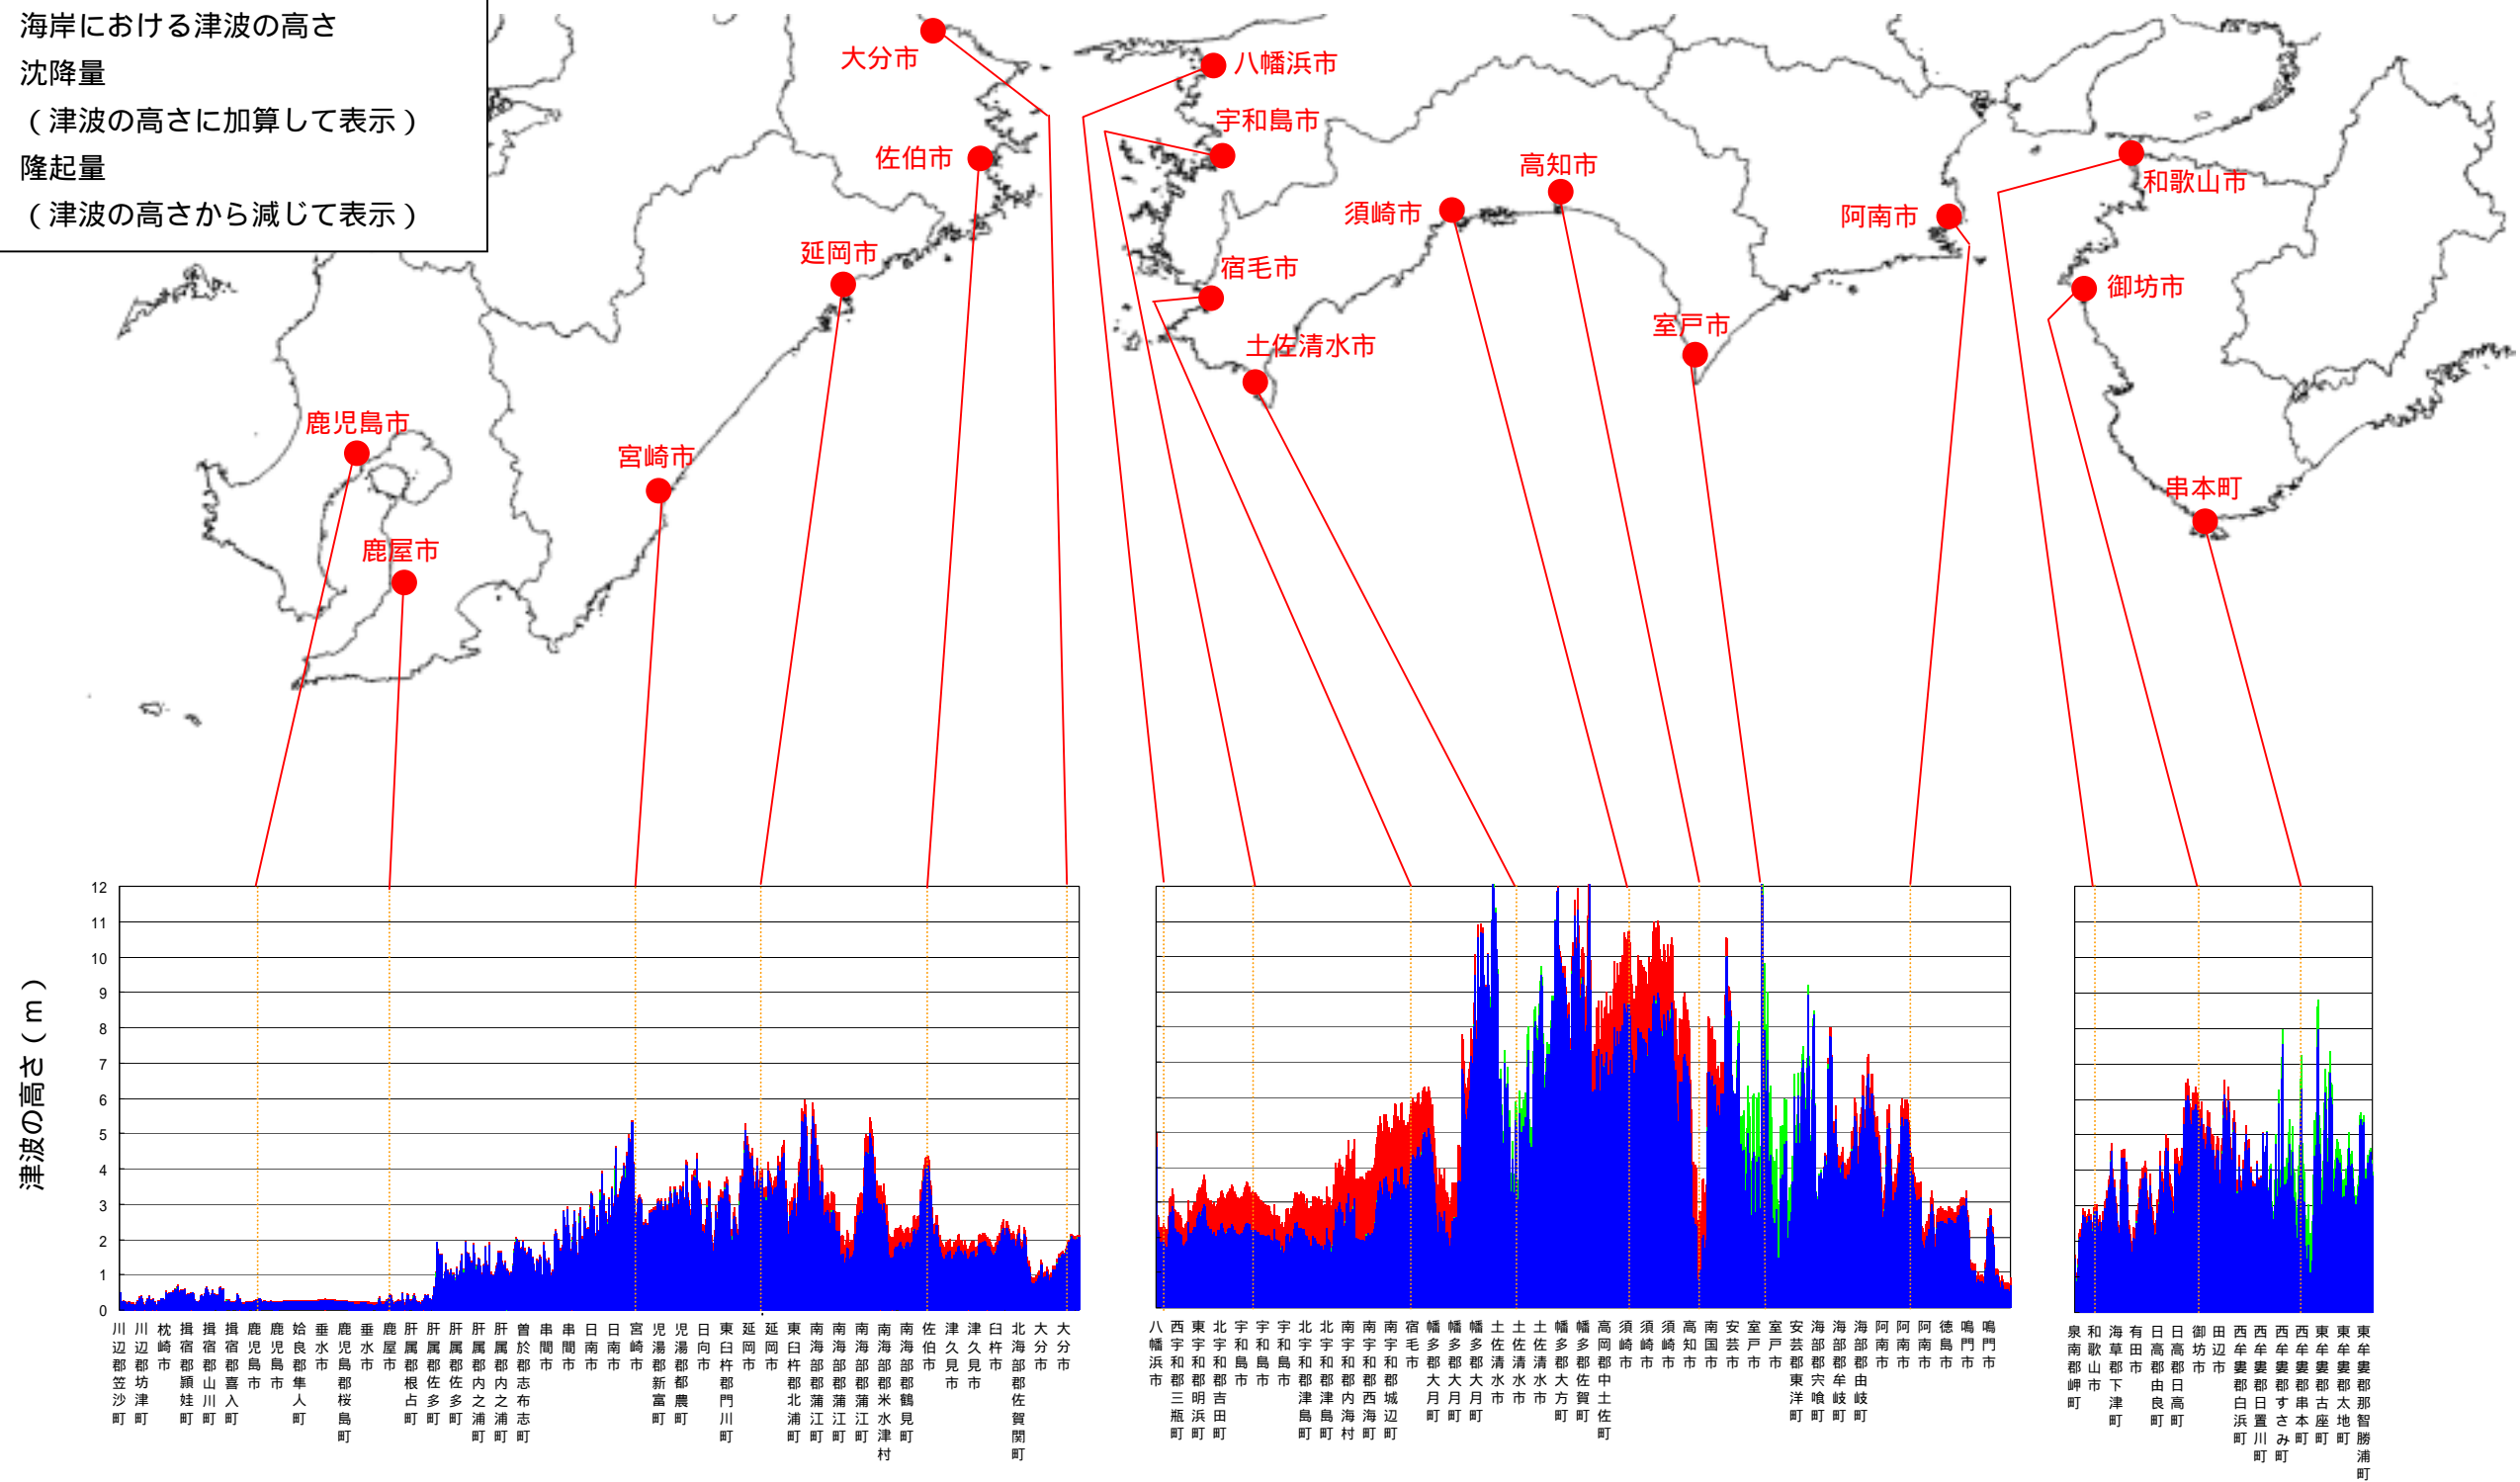 海岸における津波の高さ
沈降量
（津波の高さに加算して表示）
隆起量
（津波の高さから減じて表示）
大分市
八幡浜市
宇和島市
佐伯市
高知市
須崎市
阿南市
和歌山市
延岡市
宿毛市
御坊市
土佐清水市
室戸市
鹿児島市
宮崎市
串本町
鹿屋市
津波の高さ（ｍ）
12
11
10
9
8
7
6
5
4
3
2
1
0
川辺郡笠沙町
川辺郡坊津町
枕崎市
揖宿郡頴娃町
揖宿郡山川町
揖宿郡喜入町
鹿児島市
鹿児島市
姶良郡隼人町
垂水市
鹿児島郡桜島町
垂水市
鹿屋市
肝属郡根占町
肝属郡佐多町
肝属郡佐多町
肝属郡内之浦町
肝属郡内之浦町
曽於郡志布志町
串間市
串間市
日南市
日南市
宮崎市
児湯郡新富町
児湯郡都農町
日向市
東臼杵郡門川町
延岡市
延岡市
東臼杵郡北浦町
南海部郡蒲江町
南海部郡蒲江町
南海部郡蒲江町
南海部郡米水津村
南海部郡鶴見町
佐伯市
津久見市
津久見市
臼杵市
北海部郡佐賀関町
大分市
大分市
八幡浜市
西宇和郡三瓶町
東宇和郡明浜町
北宇和郡吉田町
宇和島市
宇和島市
宇和島市
北宇和郡津島町
北宇和郡津島町
南宇和郡内海村
南宇和郡西海町
南宇和郡城辺町
宿毛市
幡多郡大月町
幡多郡大月町
幡多郡大月町
土佐清水市
土佐清水市
土佐清水市
幡多郡大方町
幡多郡佐賀町
高岡郡中土佐町
須崎市
須崎市
須崎市
高知市
南国市
安芸市
室戸市
室戸市
安芸郡東洋町
海部郡宍喰町
海部郡牟岐町
海部郡由岐町
阿南市
阿南市
阿南市
徳島市
鳴門市
鳴門市
泉南郡岬町
和歌山市
海草郡下津町
有田市
日高郡由良町
日高郡日高町
御坊市
田辺市
西牟婁郡白浜町
西牟婁郡日置川町
西牟婁郡すさみ町
西牟婁郡串本町
東牟婁郡古座町
東牟婁郡太地町
東牟婁郡那智勝浦町